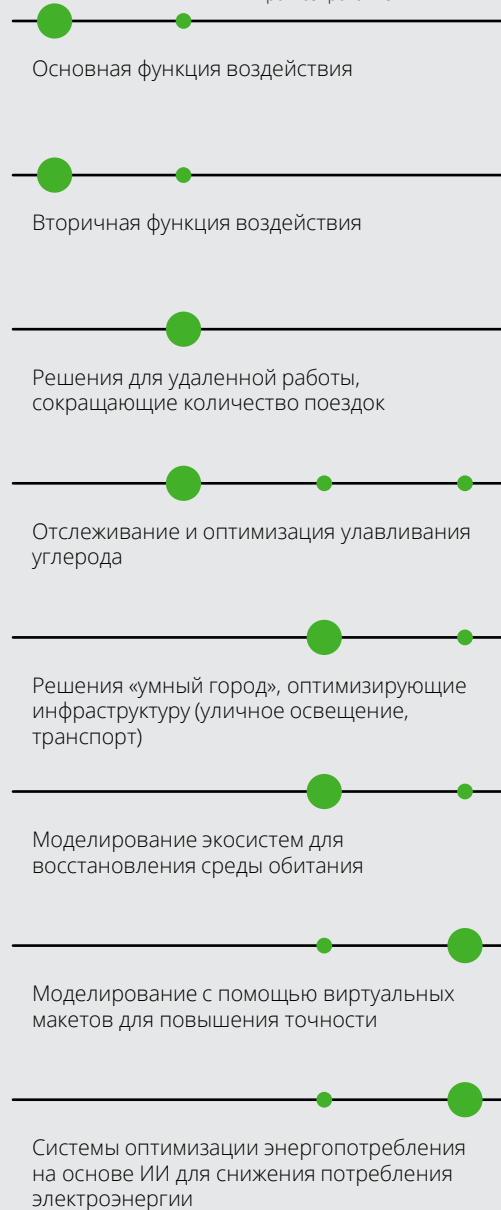 Основная функция воздействия
Вторичная функция воздействия
Решения для удаленной работы,
сокращающие количество поездок
Отслеживание и оптимизация улавливания
углерода
Решения «умный город», оптимизирующие
инфраструктуру (уличное освещение,
транспорт)
Моделирование экосистем для
восстановления среды обитания
Моделирование с помощью виртуальных
макетов для повышения точности
Системы оптимизации энергопотребления
на основе ИИ для снижения потребления
электроэнергии